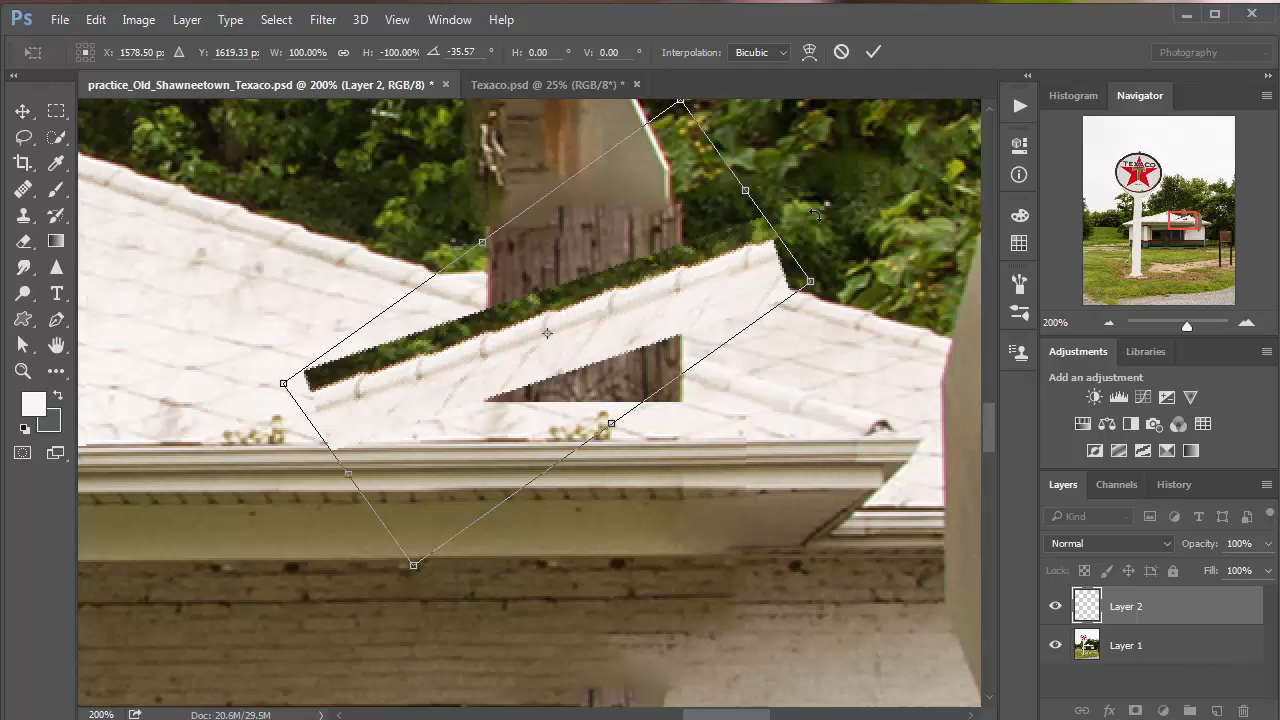 Ps File Edit Image Layer Type Select Filter 3D View Window Help
X: 1578.50 p: Y: 1619.33 p: W: 100.00% H: -100.00% -35.57 ° H: 0.00 ° V: 0.00 ° Interpolation: Bicubic Photography
practice_Old_Shawneetown_Texaco.psd @ 200% (Layer 2, RGB/8) * × Texaco.psd @ 25% (RGB/8*) * ×
Histogram Navigator
TEXACO
T
200%
Adjustments Libraries
Add an adjustment
Layers Channels History
Kind
Normal Opacity: 100%
Lock: Fill: 100%
Layer 2
Layer 1
fx
200% Doc: 20.6M/29.5M